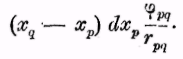 (x_q — x_p) dx_p φ_pq / r_pq.